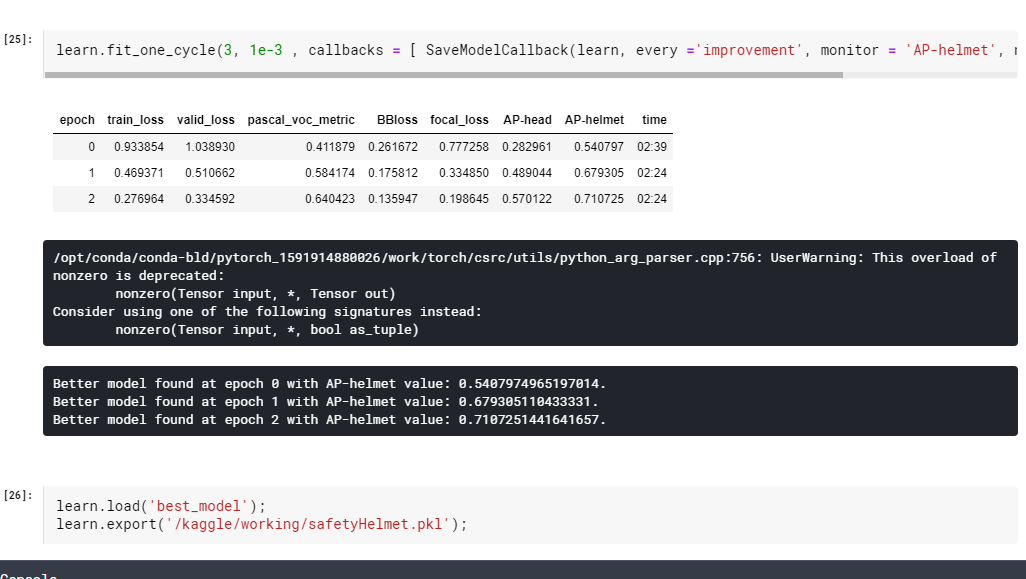 [25]:
learn.fit_one_cycle(3, 1e-3 , callbacks = [ SaveModelCallback(learn, every ='improvement', monitor = 'AP-helmet',
epoch train_loss valid_loss pascal_voc_metric BBloss focal_loss AP-head AP-helmet time
0 0.933854 1.038930 0.411879 0.261672 0.777258 0.282961 0.540797 02:39
1 0.469371 0.510662 0.584174 0.175812 0.334850 0.489044 0.679305 02:24
2 0.276964 0.334592 0.640423 0.135947 0.198645 0.570122 0.710725 02:24
/opt/conda/conda-bld/pytorch_1591914880026/work/torch/csrc/utils/python_arg_parser.cpp:756: UserWarning: This overload of
nonzero is deprecated:
nonzero(Tensor input, *, Tensor out)
Consider using one of the following signatures instead:
nonzero(Tensor input, *, bool as_tuple)
Better model found at epoch 0 with AP-helmet value: 0.5407974965197014.
Better model found at epoch 1 with AP-helmet value: 0.679305110433331.
Better model found at epoch 2 with AP-helmet value: 0.7107251441641657.
[26]:
learn.load('best_model');
learn.export('/kaggle/working/safetyHelmet.pkl');
Console